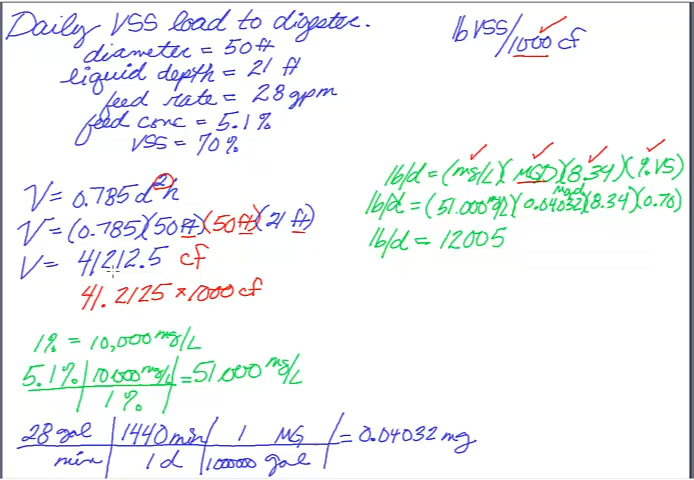 Daily VSS load to digester.
diameter = 50 ft
liquid depth = 21 ft
feed rate = 28 gpm
feed conc = 5.1%
VSS = 70%
lb VSS/1000 cf
V = 0.785 d²h
V = (0.785)(50 ft)(50 ft)(21 ft)
V = 41212.5 cf
41.2125 × 1000 cf
lb/d = (mg/L)(MGD)(8.34)(%VS)
lb/d = (51.000 mg/L)(0.04032 mgd)(8.34)(0.70)
lb/d = 12005
1% = 10,000 mg/L
5.1% | 10.000 mg/L = 51.000 mg/L
1%
28 gal | 1440 min | 1 MG = 0.04032 mg
min | 1 d | 100000 gal